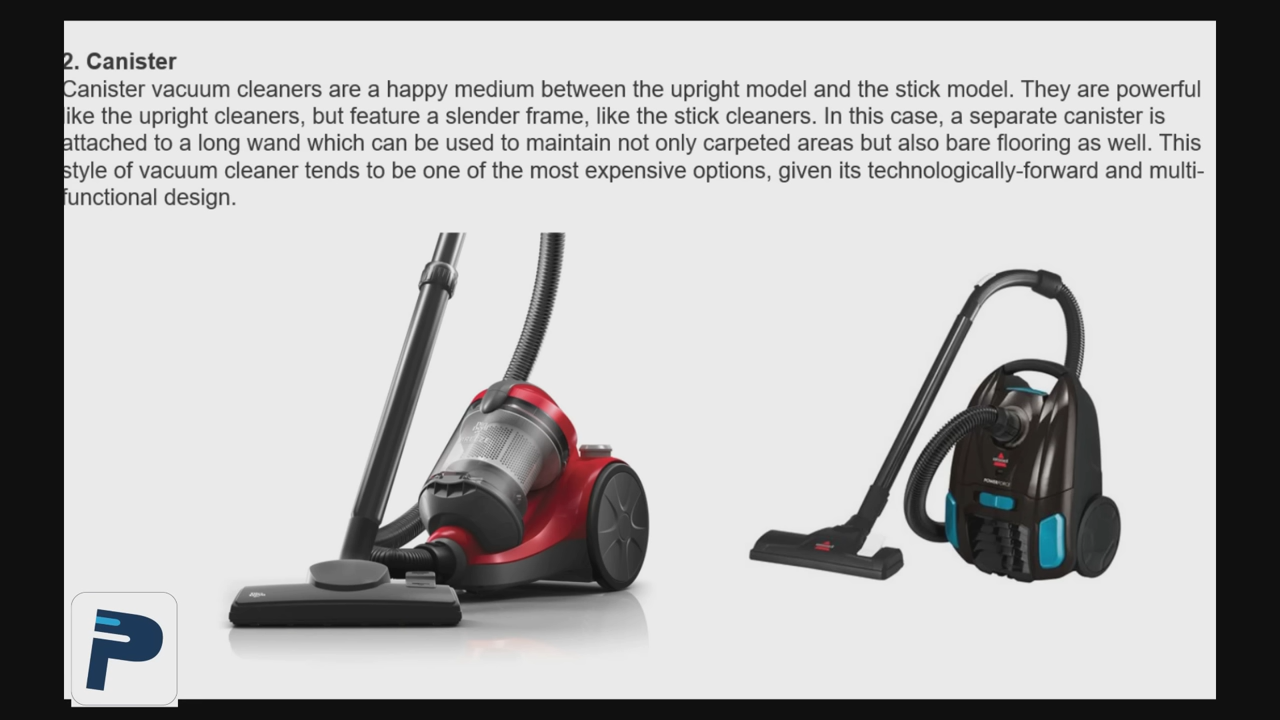 2. Canister
Canister vacuum cleaners are a happy medium between the upright model and the stick model. They are powerful
like the upright cleaners, but feature a slender frame, like the stick cleaners. In this case, a separate canister is
attached to a long wand which can be used to maintain not only carpeted areas but also bare flooring as well. This
style of vacuum cleaner tends to be one of the most expensive options, given its technologically-forward and multi-
functional design.
BISSELL
POWERFORCE
P